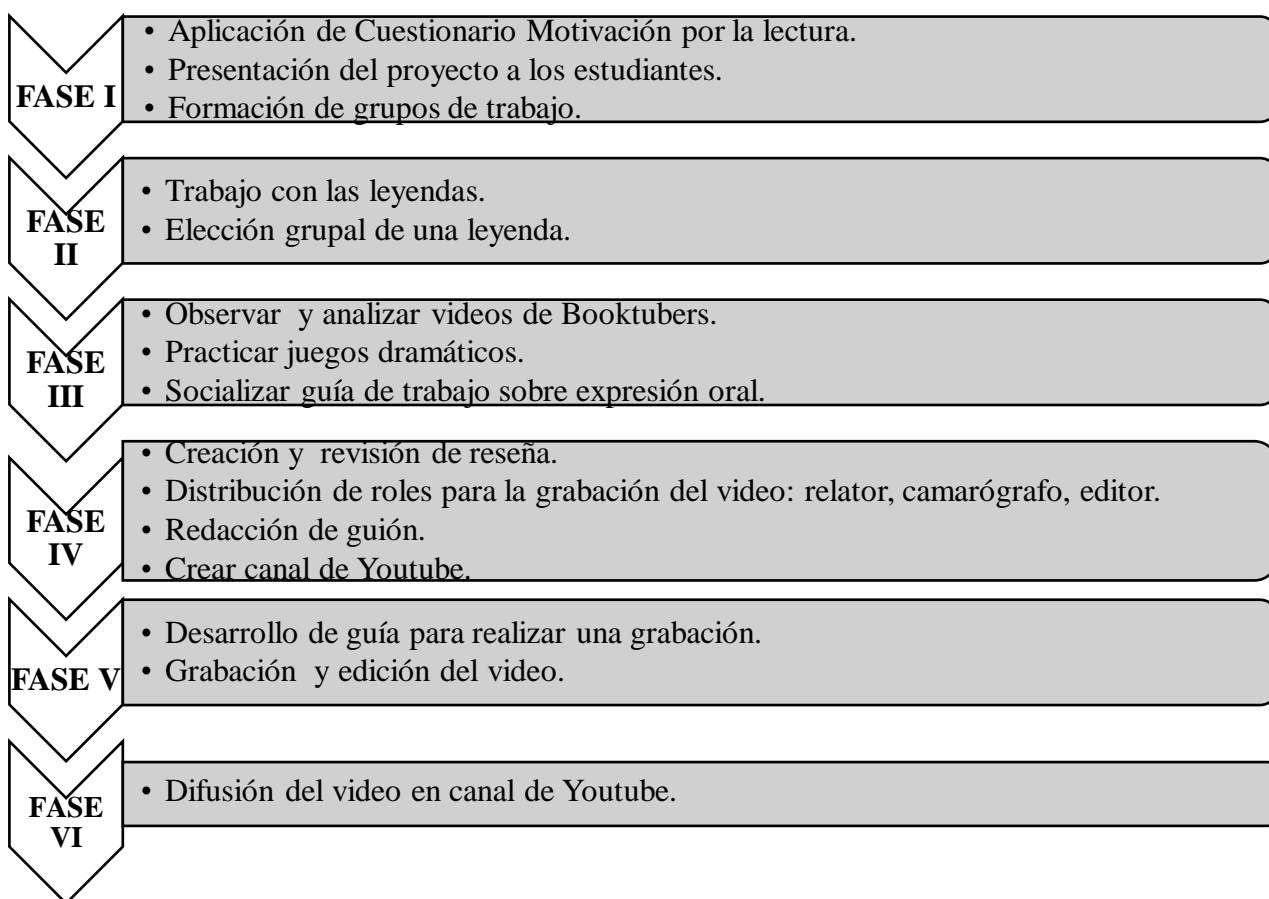 FASE I
• Aplicación de Cuestionario Motivación por la lectura.
• Presentación del proyecto a los estudiantes.
• Formación de grupos de trabajo.
FASE
II
• Trabajo con las leyendas.
• Elección grupal de una leyenda.
FASE
III
• Observar y analizar videos de Booktubers.
• Practicar juegos dramáticos.
• Socializar guía de trabajo sobre expresión oral.
FASE
IV
• Creación y revisión de reseña.
• Distribución de roles para la grabación del video: relator, camarógrafo, editor.
• Redacción de guión.
• Crear canal de Youtube.
FASE V
• Desarrollo de guía para realizar una grabación.
• Grabación y edición del video.
FASE
VI
• Difusión del video en canal de Youtube.